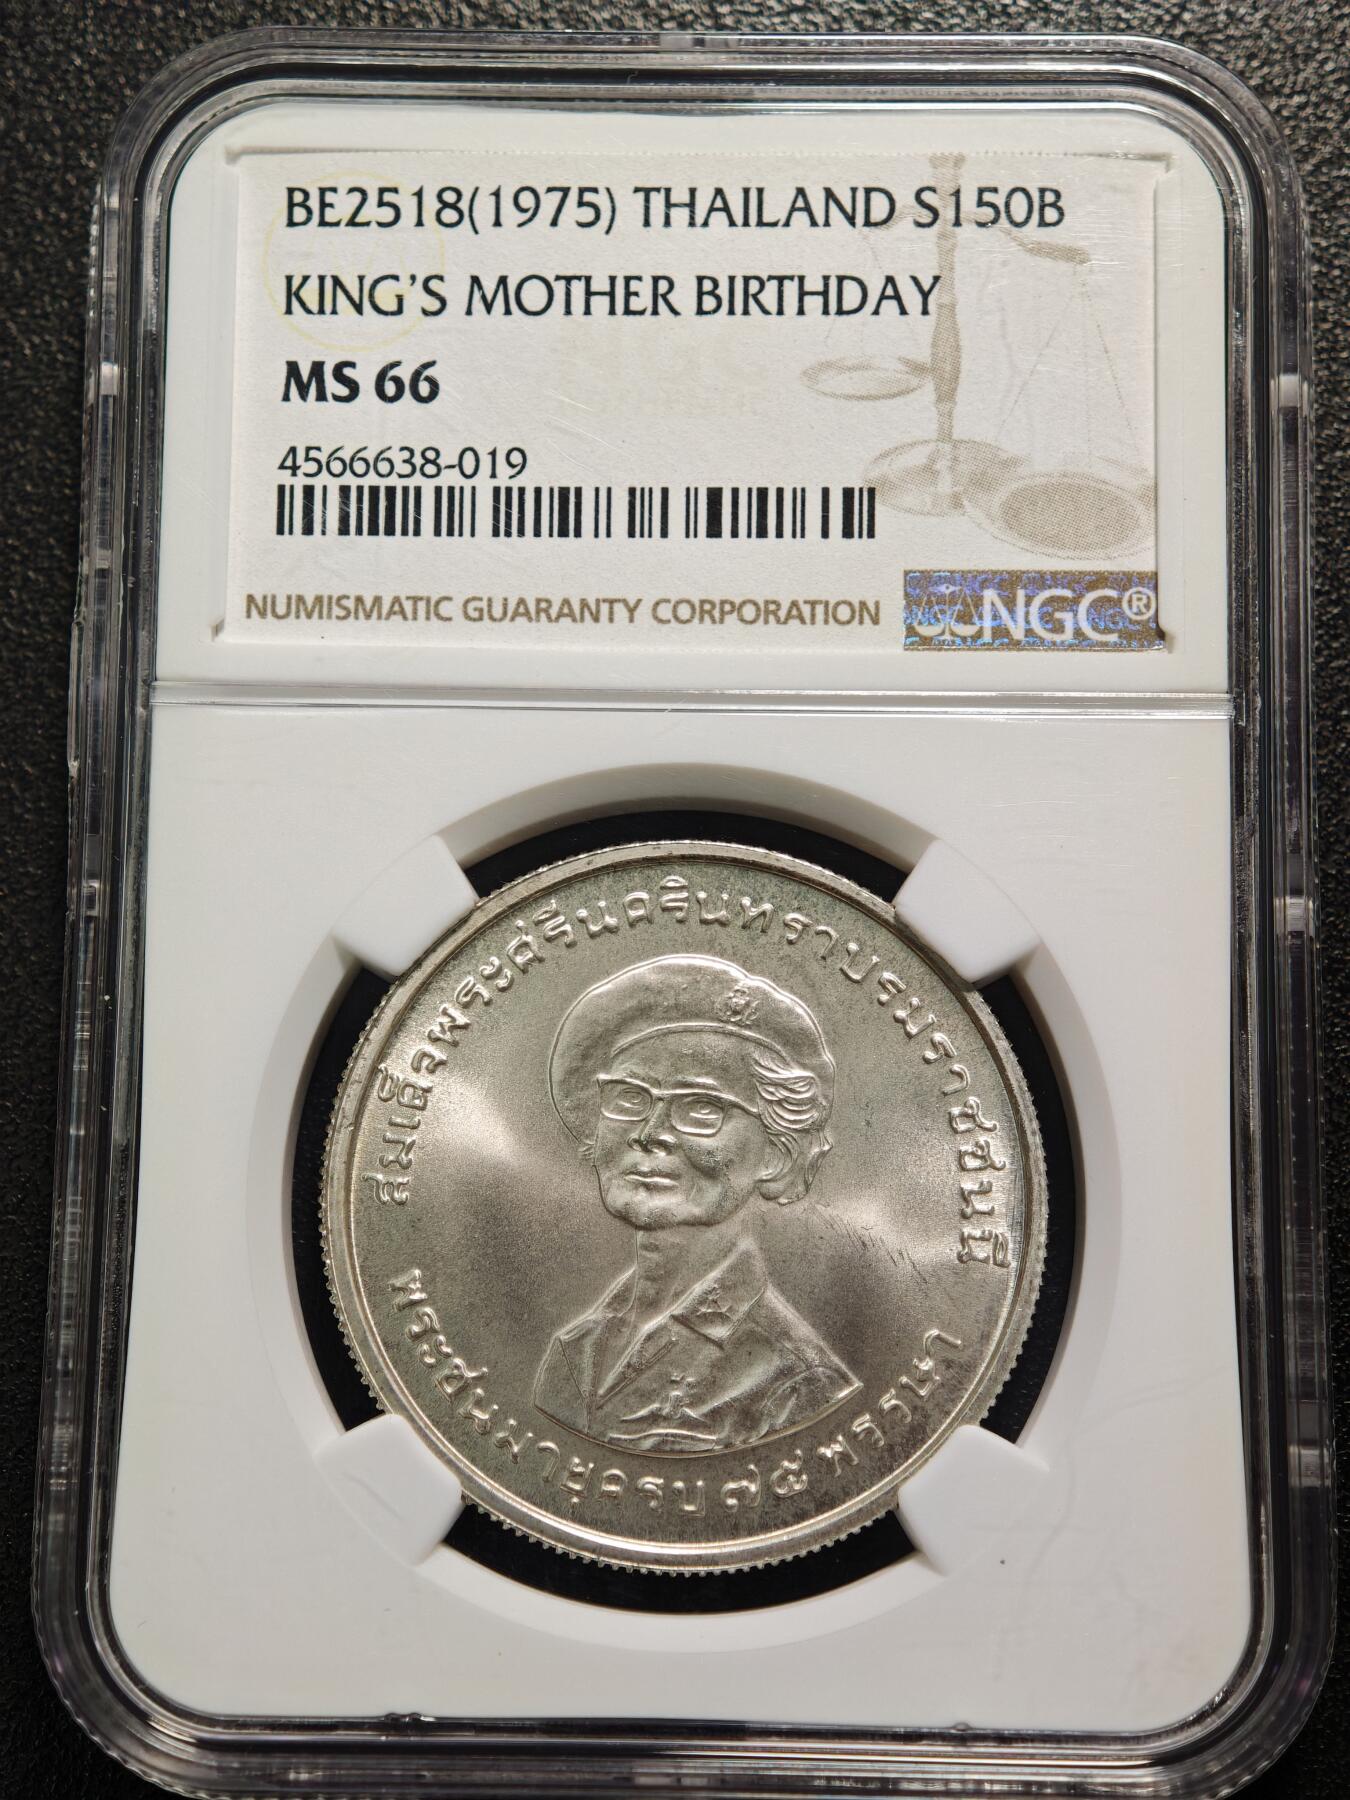 BE2518(1975) THAILAND S150B
KING'S MOTHER BIRTHDAY
MS 66
4566638-019
NUMISMATIC GUARANTY CORPORATION
NGC®
สมเด็จพระศรีนครินทราบรมราชชนนี
พระชนมายุครบ ๗๕ พรรษา